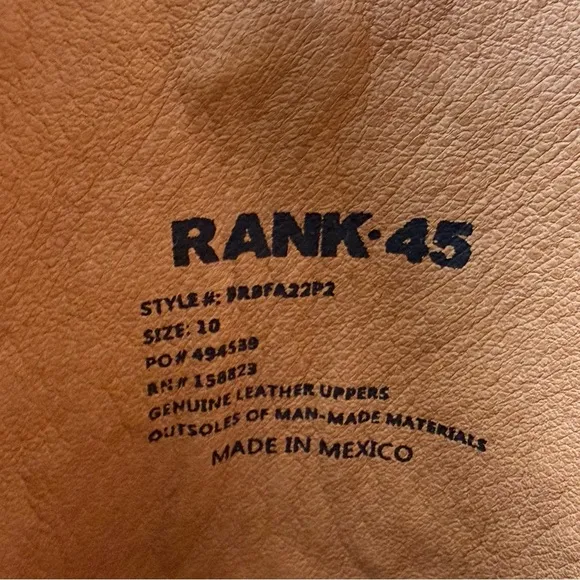 RANK·45
STYLE #: BRBFA22P2
SIZE: 10
PO# 494539
RN# 158823
GENUINE LEATHER UPPERS
OUTSOLES OF MAN-MADE MATERIALS
MADE IN MEXICO